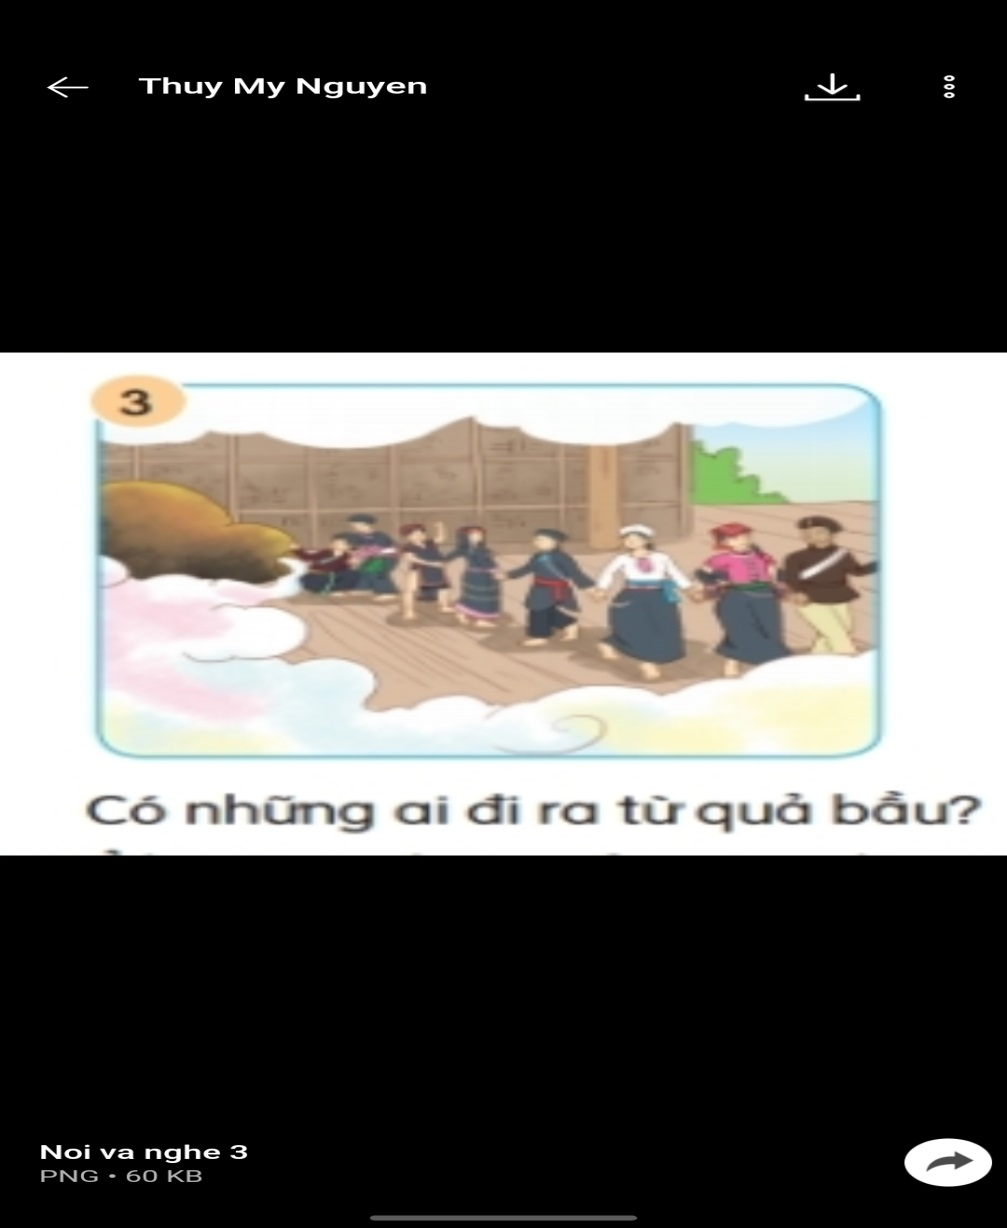 Thuy My Nguyen
3
Có những ai đi ra từ quả bầu?
Noi va nghe 3
PNG • 60 KB